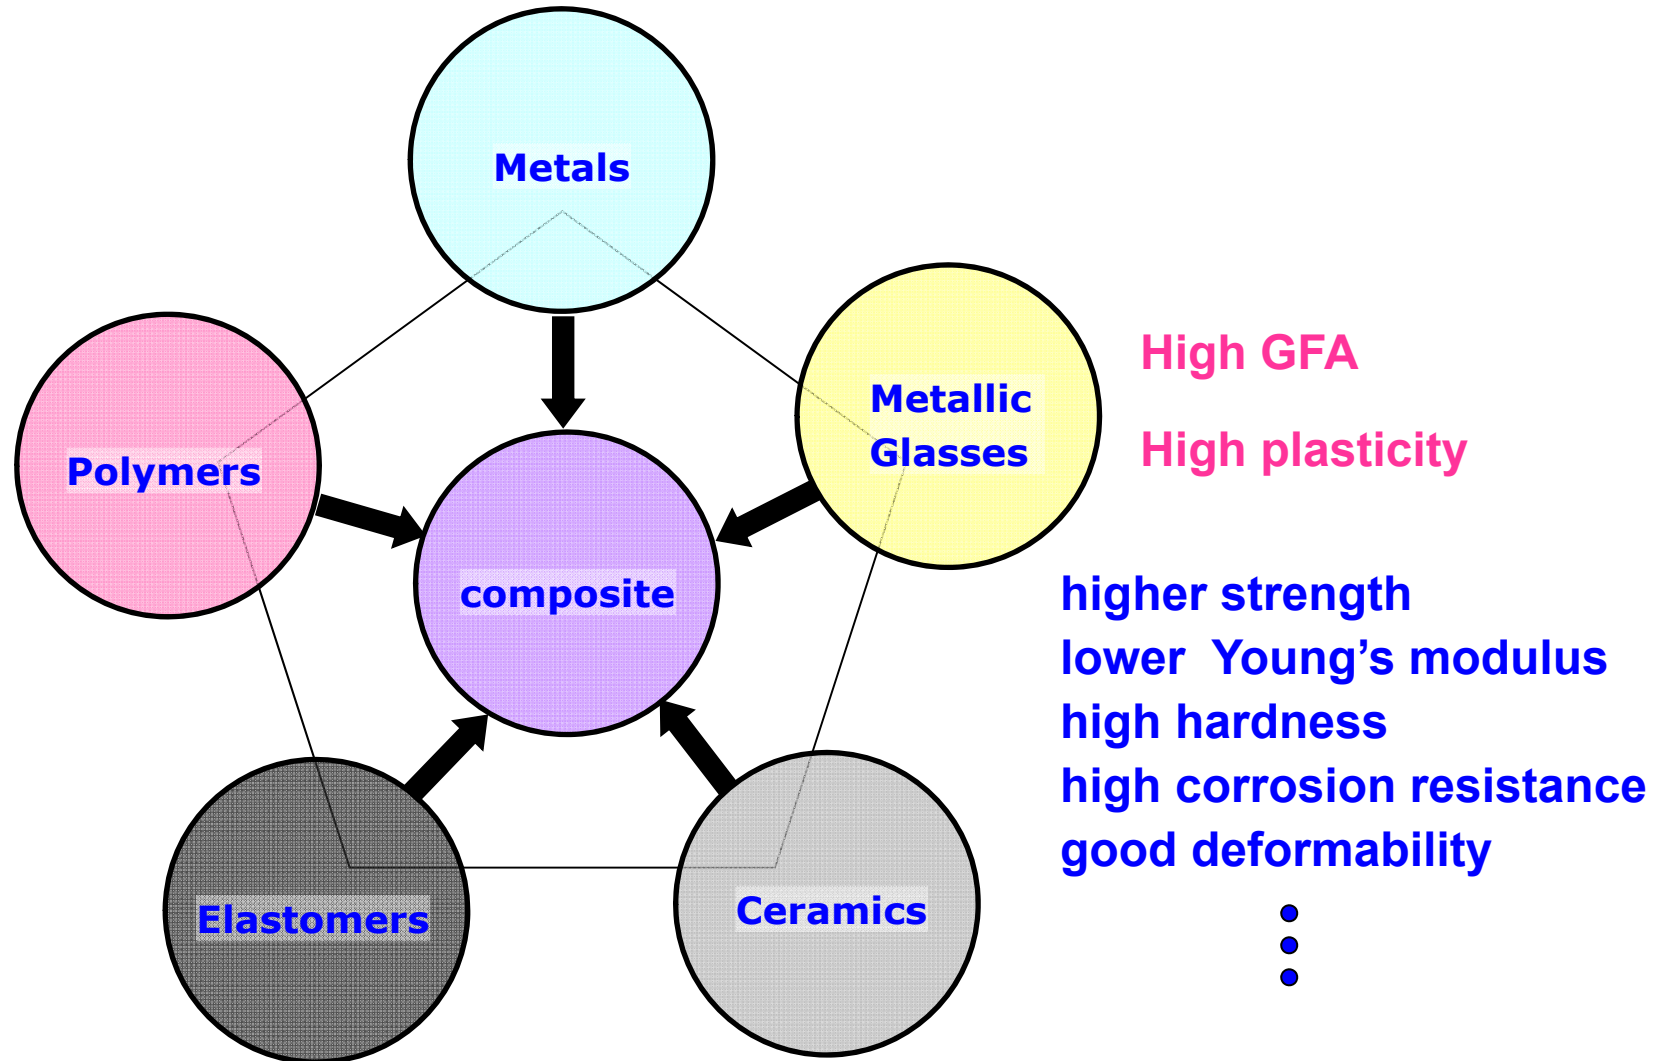 Metals
Metallic
Glasses
High GFA
High plasticity
Polymers
composite
higher strength
lower  Young’s modulus
high hardness
high corrosion resistance
good deformability
Elastomers
Ceramics